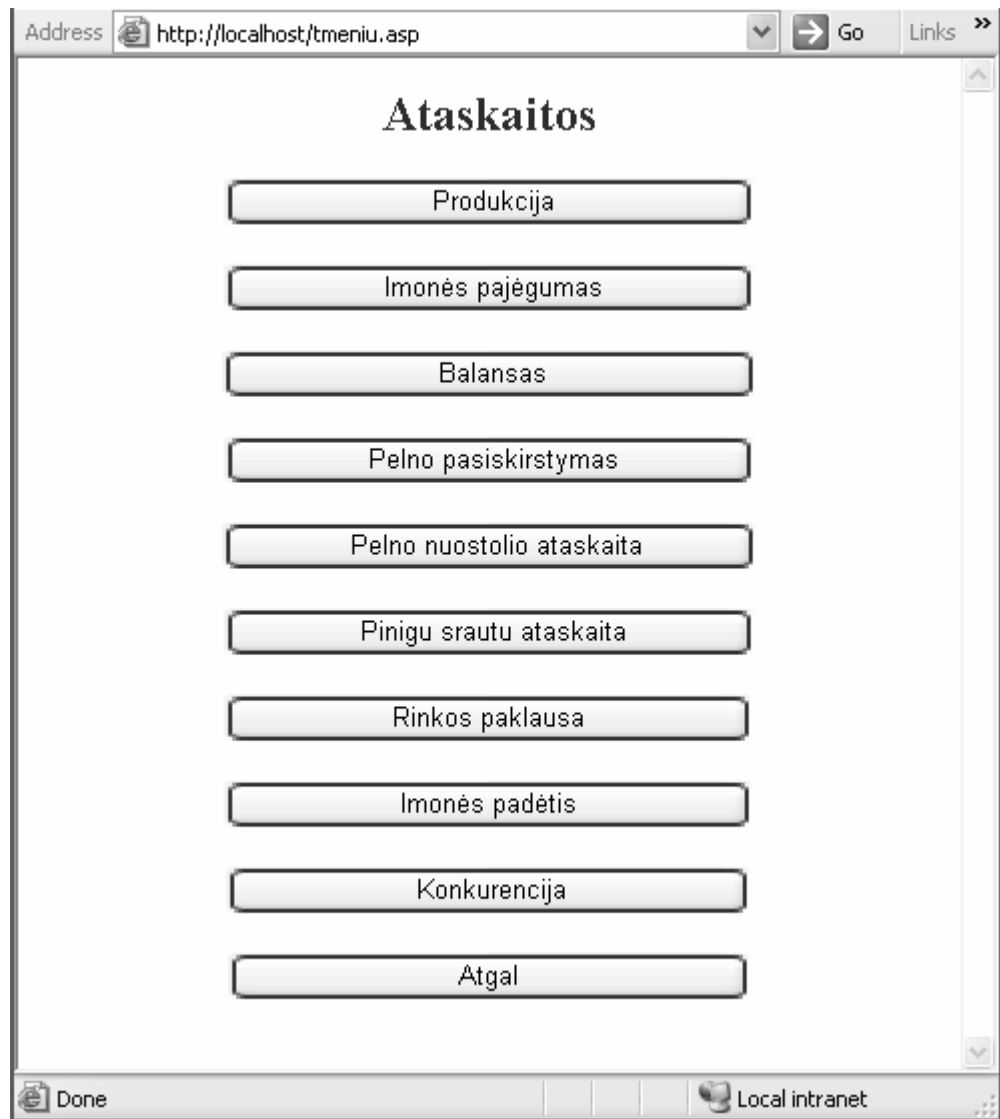 Address http://localhost/tmeniu.asp Go Links »
Ataskaitos
Produkcija
Imonės pajėgumas
Balansas
Pelno pasiskirstymas
Pelno nuostolio ataskaita
Pinigu srautu ataskaita
Rinkos paklausa
Imonės padėtis
Konkurencija
Atgal
Done Local intranet